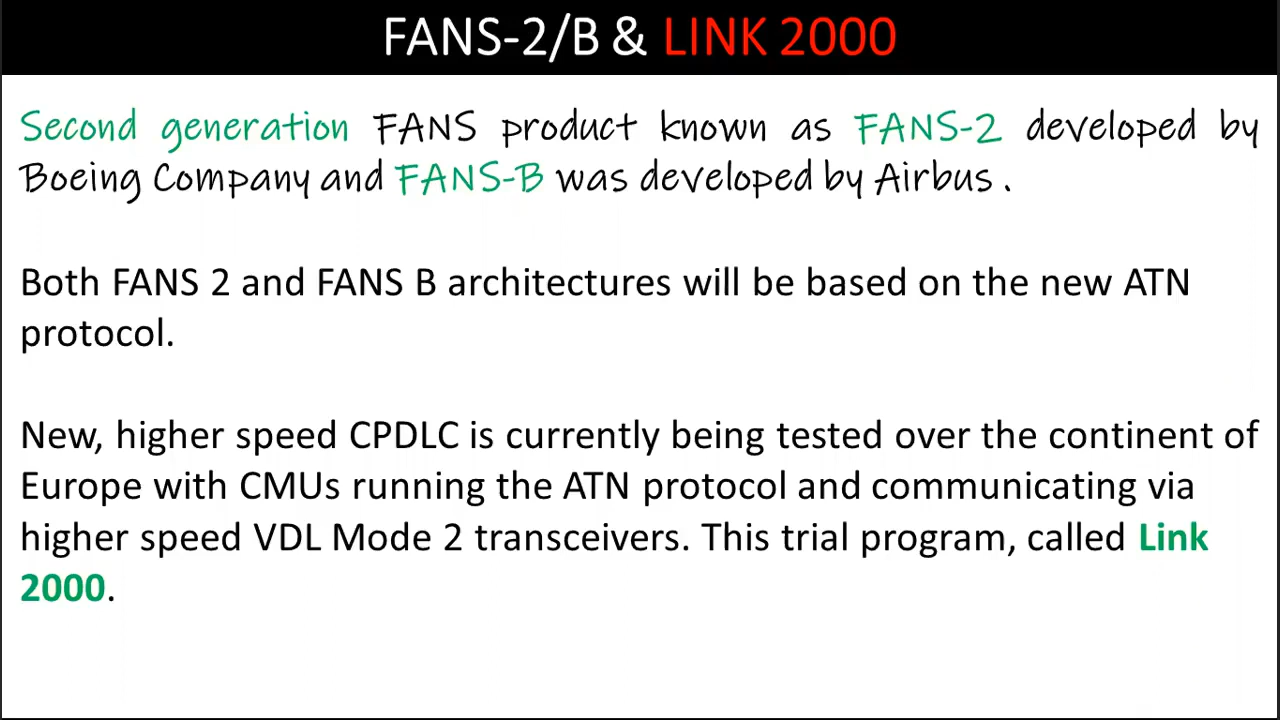 FANS-2/B & LINK 2000
Second generation FANS product known as FANS-2 developed by
Boeing Company and FANS-B was developed by Airbus .
Both FANS 2 and FANS B architectures will be based on the new ATN
protocol.
New, higher speed CPDLC is currently being tested over the continent of
Europe with CMUs running the ATN protocol and communicating via
higher speed VDL Mode 2 transceivers. This trial program, called Link
2000.